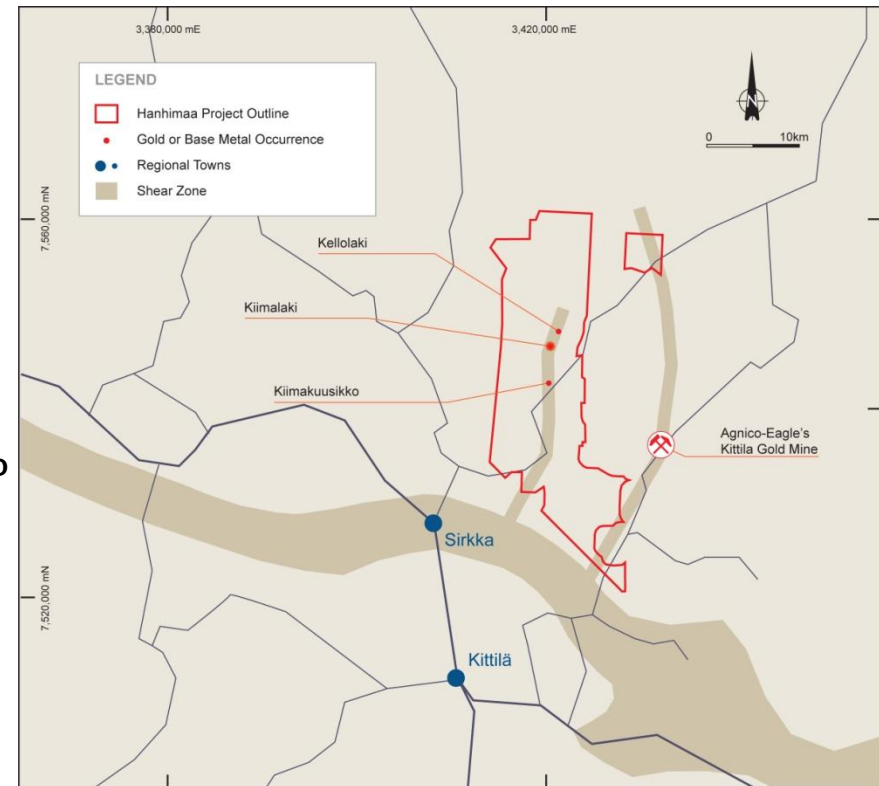 3,380,000 mE
3,420,000 mE
LEGEND
Hanhimaa Project Outline
Gold or Base Metal Occurrence
Regional Towns
Shear Zone
N
0 10km
7,560,000 mN
Kellolaki
Kiimalaki
Kiimakuusikko
Agnico-Eagle's
Kittila Gold Mine
Sirkka
7,520,000 mN
Kittilä